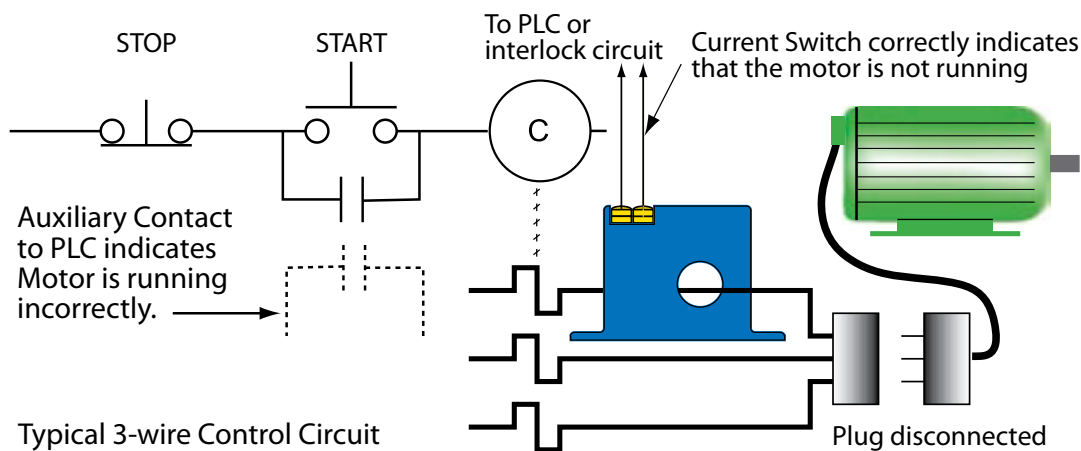 STOP
START
To PLC or
interlock circuit
Current Switch correctly indicates
that the motor is not running
C
Auxiliary Contact
to PLC indicates
Motor is running
incorrectly.
Typical 3-wire Control Circuit
Plug disconnected